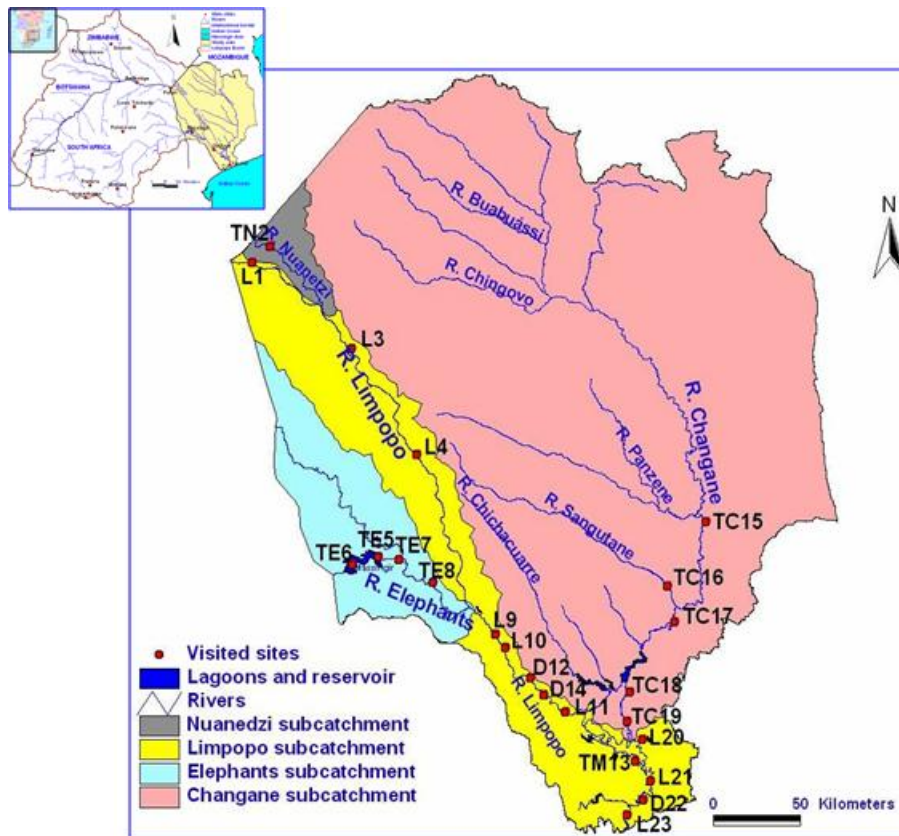 ZIMBABWE
MOZAMBIQUE
BOTSWANA
SOUTH AFRICA
N
TN2
R. Nuanetzi
L1
R. Buabuássi
R. Chingovo
L3
R. Limpopo
R. Changane
L4
R. Panzene
R. Chichacuarre
R. Sangutane
TC15
TE5
TE7
TE6
TE8
R. Elephants
TC16
TC17
L9
L10
D12
D14
L11
R. Limpopo
TC18
TC19
L20
TM13
L21
D22
L23
Visited sites
Lagoons and reservoir
Rivers
Nuanedzi subcatchment
Limpopo subcatchment
Elephants subcatchment
Changane subcatchment
0 50 Kilometers